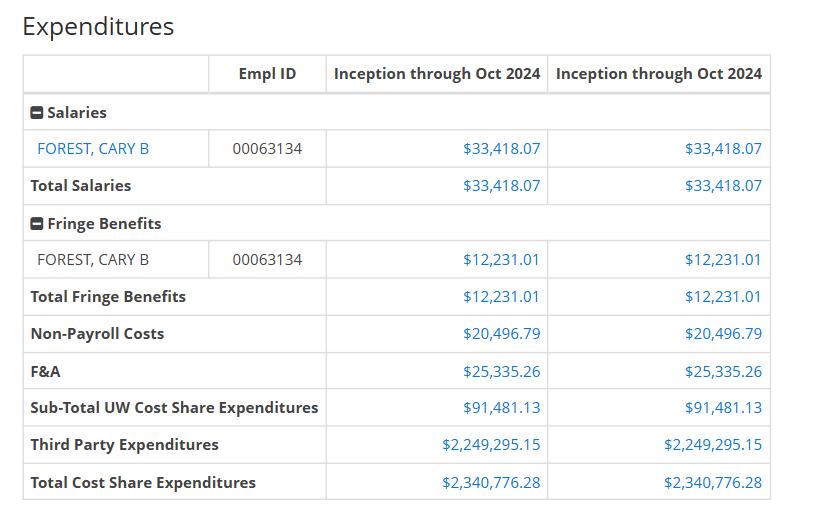 Expenditures
Empl ID Inception through Oct 2024 Inception through Oct 2024
Salaries
FOREST, CARY B 00063134 $33,418.07 $33,418.07
Total Salaries $33,418.07 $33,418.07
Fringe Benefits
FOREST, CARY B 00063134 $12,231.01 $12,231.01
Total Fringe Benefits $12,231.01 $12,231.01
Non-Payroll Costs $20,496.79 $20,496.79
F&A $25,335.26 $25,335.26
Sub-Total UW Cost Share Expenditures $91,481.13 $91,481.13
Third Party Expenditures $2,249,295.15 $2,249,295.15
Total Cost Share Expenditures $2,340,776.28 $2,340,776.28